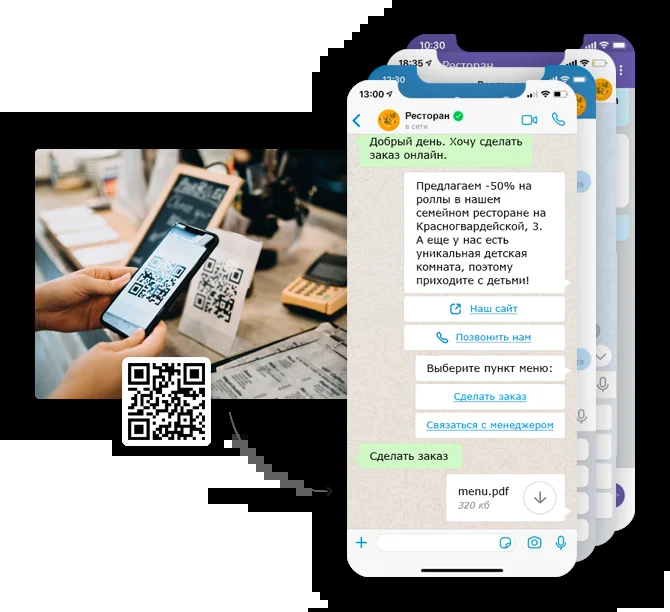 10:30
18:35
Ресторан
12:30
13:00
Ресторан
в сети
Добрый день. Хочу сделать
заказ онлайн.
Предлагаем -50% на
роллы в нашем
семейном ресторане на
Красногвардейской, 3.
А еще у нас есть
уникальная детская
комната, поэтому
приходите с детьми!
Наш сайт
Позвонить нам
Выберите пункт меню:
Сделать заказ
Связаться с менеджером
Сделать заказ
menu.pdf
320 кб